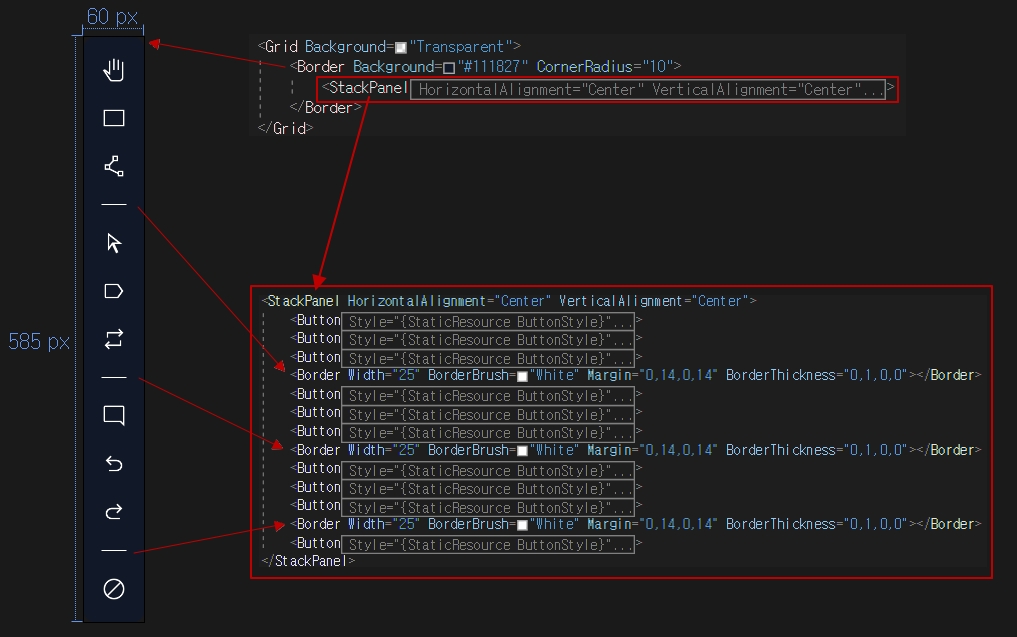 60 px
<Grid Background="Transparent">
<Border Background="#111827" CornerRadius="10">
<StackPanel HorizontalAlignment="Center" VerticalAlignment="Center"...>
</Border>
</Grid>
585 px
<StackPanel HorizontalAlignment="Center" VerticalAlignment="Center">
<Button Style="{StaticResource ButtonStyle}"...>
<Button Style="{StaticResource ButtonStyle}"...>
<Button Style="{StaticResource ButtonStyle}"...>
<Border Width="25" BorderBrush="White" Margin="0,14,0,14" BorderThickness="0,1,0,0"></Border>
<Button Style="{StaticResource ButtonStyle}"...>
<Button Style="{StaticResource ButtonStyle}"...>
<Button Style="{StaticResource ButtonStyle}"...>
<Border Width="25" BorderBrush="White" Margin="0,14,0,14" BorderThickness="0,1,0,0"></Border>
<Button Style="{StaticResource ButtonStyle}"...>
<Button Style="{StaticResource ButtonStyle}"...>
<Button Style="{StaticResource ButtonStyle}"...>
<Border Width="25" BorderBrush="White" Margin="0,14,0,14" BorderThickness="0,1,0,0"></Border>
<Button Style="{StaticResource ButtonStyle}"...>
</StackPanel>